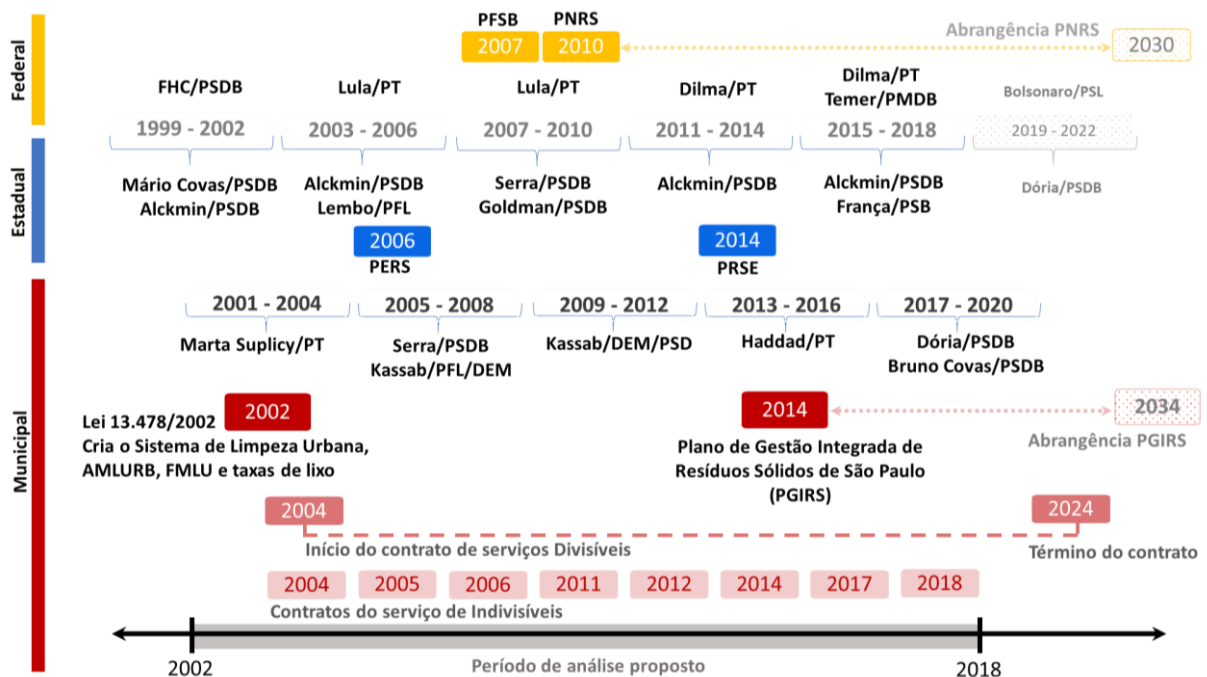 Federal
PFSB
PNRS
2007
2010
Abrangência PNRS
2030
FHC/PSDB
Lula/PT
Lula/PT
Dilma/PT
Dilma/PT
Temer/PMDB
Bolsonaro/PSL
1999 - 2002
2003 - 2006
2007 - 2010
2011 - 2014
2015 - 2018
2019 - 2022
Estadual
Mário Covas/PSDB
Alckmin/PSDB
Alckmin/PSDB
Lembo/PFL
Serra/PSDB
Goldman/PSDB
Alckmin/PSDB
Alckmin/PSDB
França/PSB
Dória/PSDB
2006
PERS
2014
PRSE
Municipal
2001 - 2004
2005 - 2008
2009 - 2012
2013 - 2016
2017 - 2020
Marta Suplicy/PT
Serra/PSDB
Kassab/PFL/DEM
Kassab/DEM/PSD
Haddad/PT
Dória/PSDB
Bruno Covas/PSDB
2002
Lei 13.478/2002
Cria o Sistema de Limpeza Urbana,
AMLURB, FMLU e taxas de lixo
2014
Plano de Gestão Integrada de
Resíduos Sólidos de São Paulo
(PGIRS)
2034
Abrangência PGIRS
2004
Início do contrato de serviços Divisíveis
2024
Término do contrato
2004
2005
2006
2011
2012
2014
2017
2018
Contratos do serviço de Indivisíveis
2002
Período de análise proposto
2018